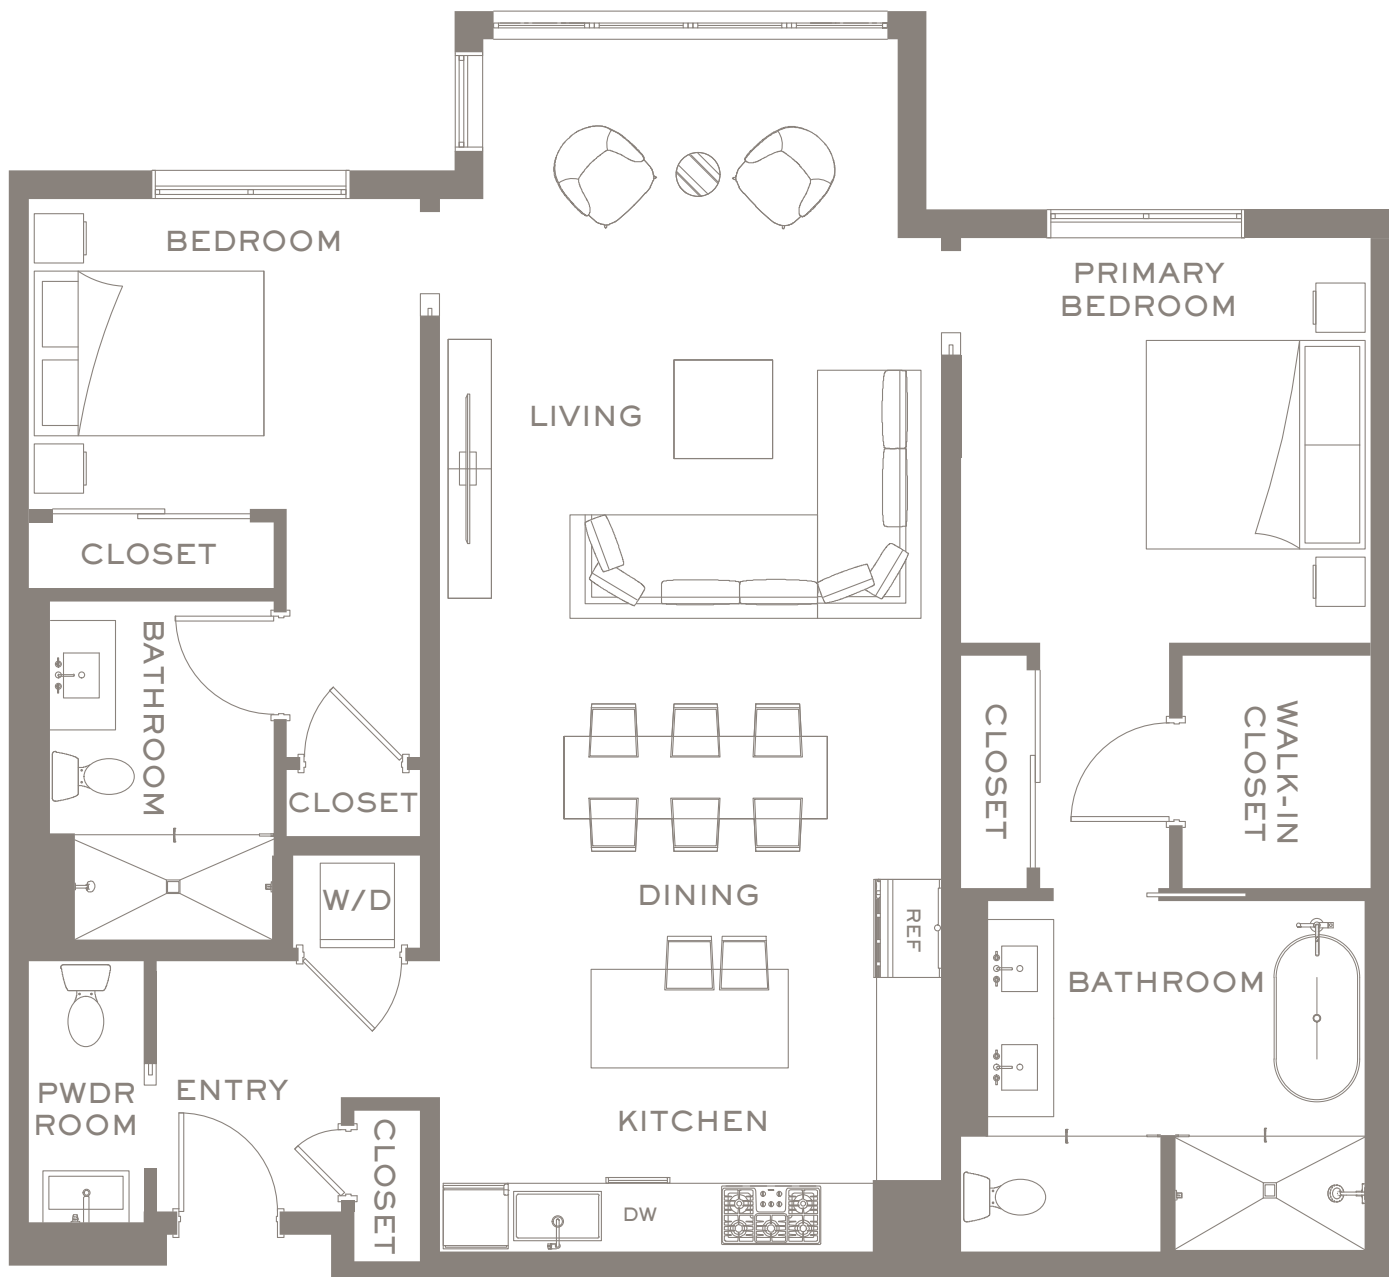 BEDROOM
PRIMARY
BEDROOM
LIVING
CLOSET
BATHROOM
CLOSET
CLOSET
WALK-IN
CLOSET
W/D
DINING
REF
BATHROOM
PWDR
ROOM
ENTRY
KITCHEN
CLOSET
DW